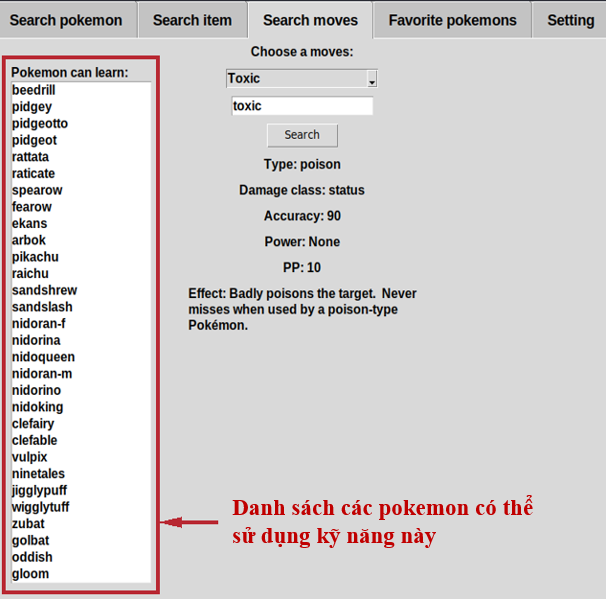 Search pokemon Search item Search moves Favorite pokemons Setting
Pokemon can learn:
beedrill
pidgey
pidgeotto
pidgeot
rattata
raticate
spearow
fearow
ekans
arbok
pikachu
raichu
sandshrew
sandslash
nidoran-f
nidorina
nidoqueen
nidoran-m
nidorino
nidoking
clefairy
clefable
vulpix
ninetales
jigglypuff
wigglytuff
zubat
golbat
oddish
gloom
Choose a moves:
Toxic
toxic
Search
Type: poison
Damage class: status
Accuracy: 90
Power: None
PP: 10
Effect: Badly poisons the target.  Never
misses when used by a poison-type
Pokémon.
Danh sách các pokemon có thể
sử dụng kỹ năng này